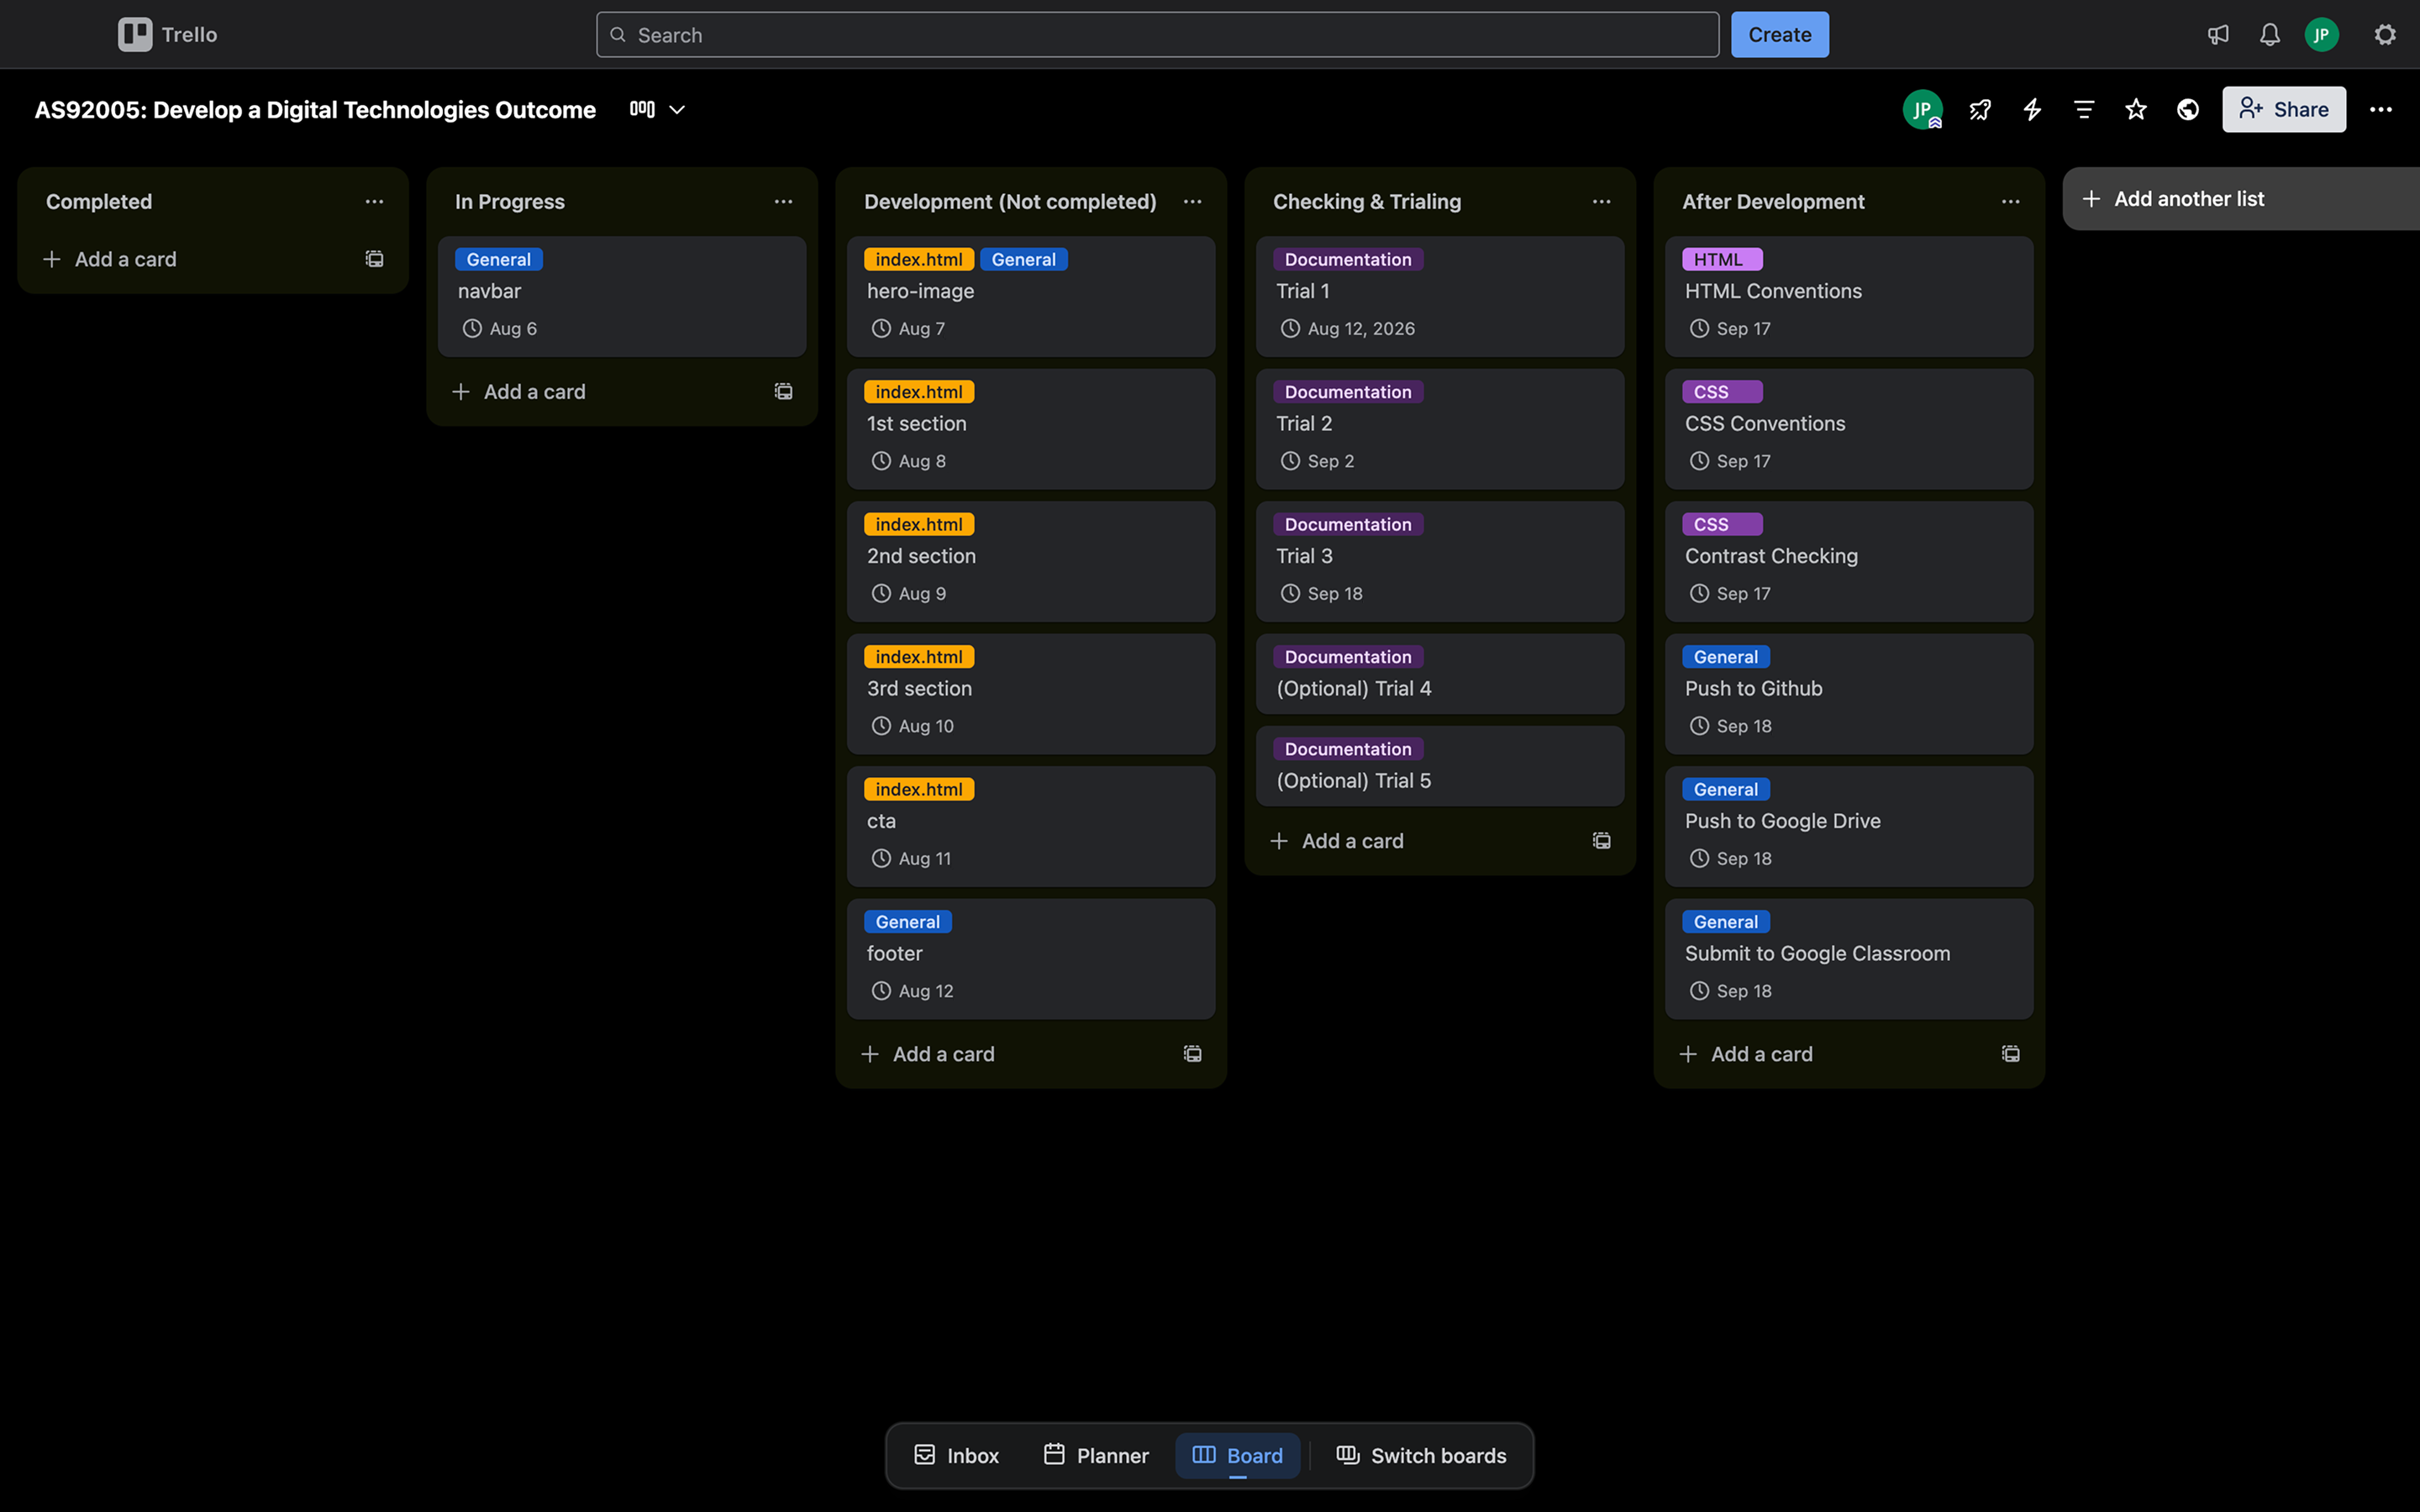 Trello
Search
Create
JP
AS92005: Develop a Digital Technologies Outcome
JP
Share
Completed
Add a card
In Progress
General
navbar
Aug 6
Add a card
Development (Not completed)
index.html General
hero-image
Aug 7
index.html
1st section
Aug 8
index.html
2nd section
Aug 9
index.html
3rd section
Aug 10
index.html
cta
Aug 11
General
footer
Aug 12
Add a card
Checking & Trialing
Documentation
Trial 1
Aug 12, 2026
Documentation
Trial 2
Sep 2
Documentation
Trial 3
Sep 18
Documentation
(Optional) Trial 4
Documentation
(Optional) Trial 5
Add a card
After Development
HTML
HTML Conventions
Sep 17
CSS
CSS Conventions
Sep 17
CSS
Contrast Checking
Sep 17
General
Push to Github
Sep 18
General
Push to Google Drive
Sep 18
General
Submit to Google Classroom
Sep 18
Add a card
Add another list
Inbox
Planner
Board
Switch boards